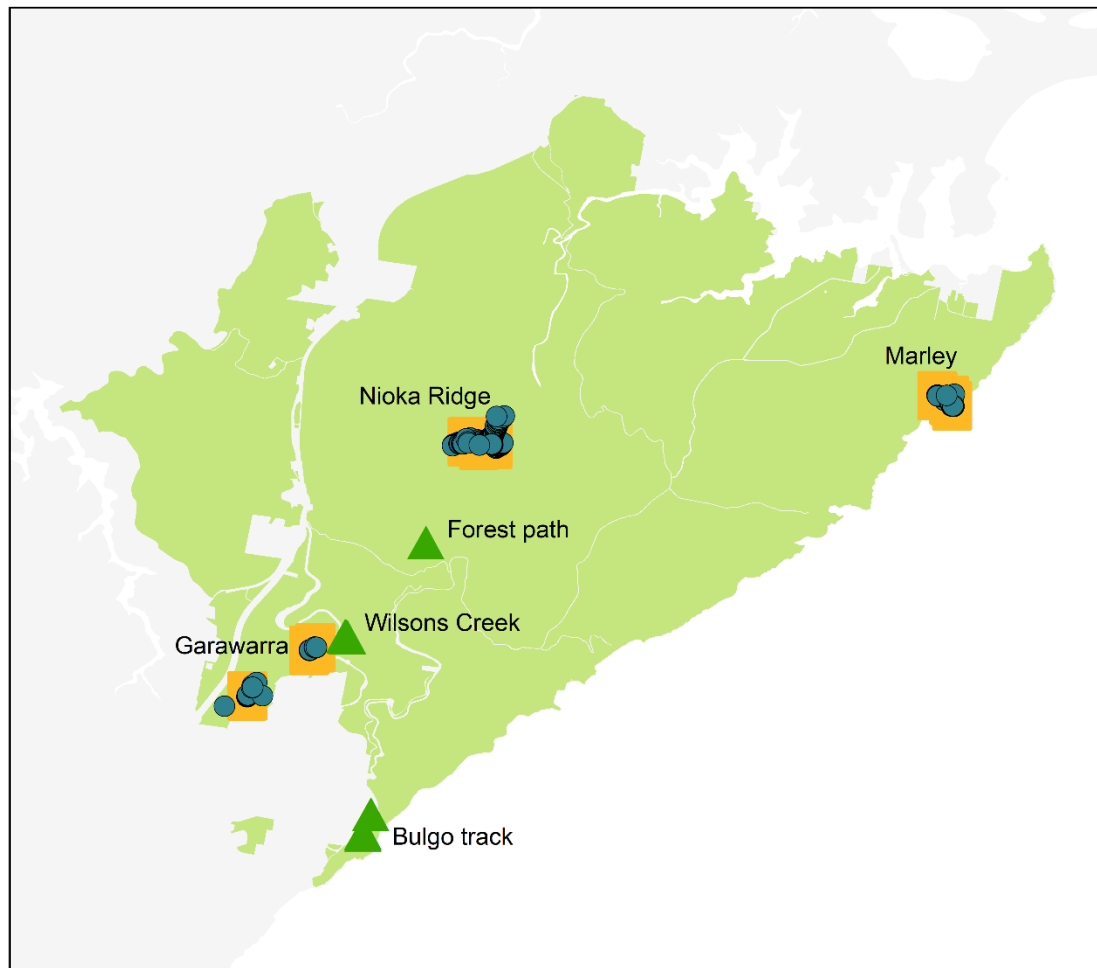 Marley
Nioka Ridge
Forest path
Wilsons Creek
Garawarra
Bulgo track